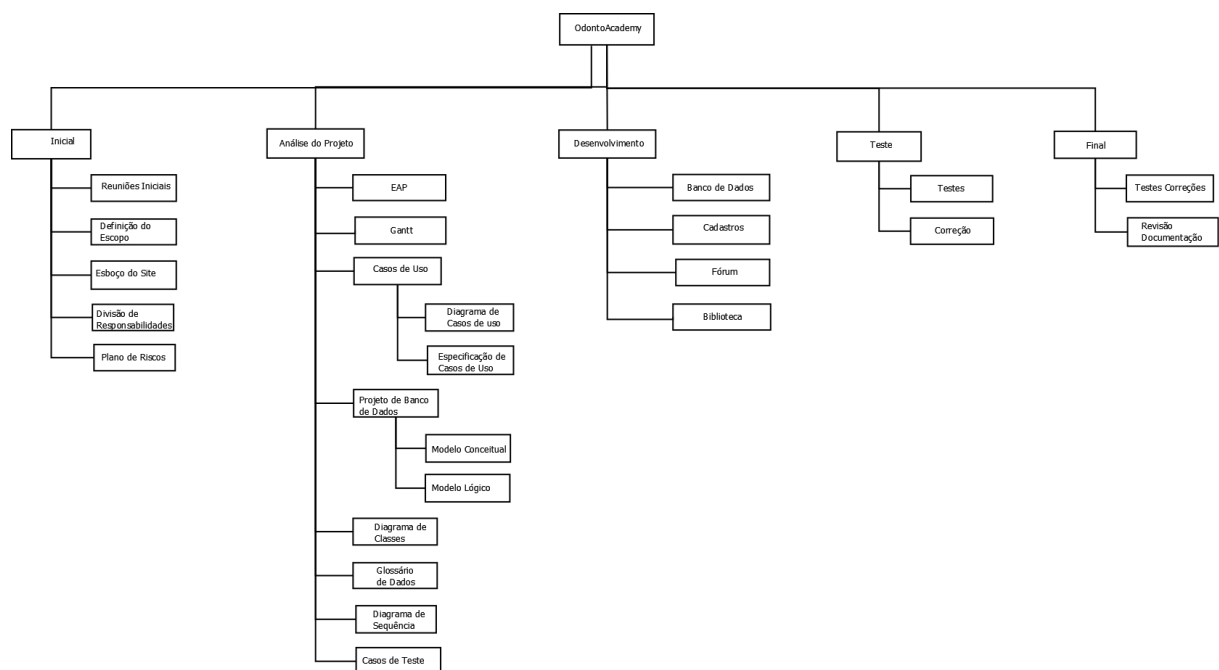 OdontoAcademy
Inicial
Análise do Projeto
Desenvolvimento
Teste
Final
Reuniões Iniciais
Definição do
Escopo
Esboço do Site
Divisão de
Responsabilidades
Plano de Riscos
EAP
Gantt
Casos de Uso
Diagrama de
Casos de uso
Especificação de
Casos de Uso
Projeto de Banco
de Dados
Modelo Conceitual
Modelo Lógico
Diagrama de
Classes
Glossário
de Dados
Diagrama de
Sequência
Casos de Teste
Banco de Dados
Cadastros
Fórum
Biblioteca
Testes
Correção
Testes Correções
Revisão
Documentação